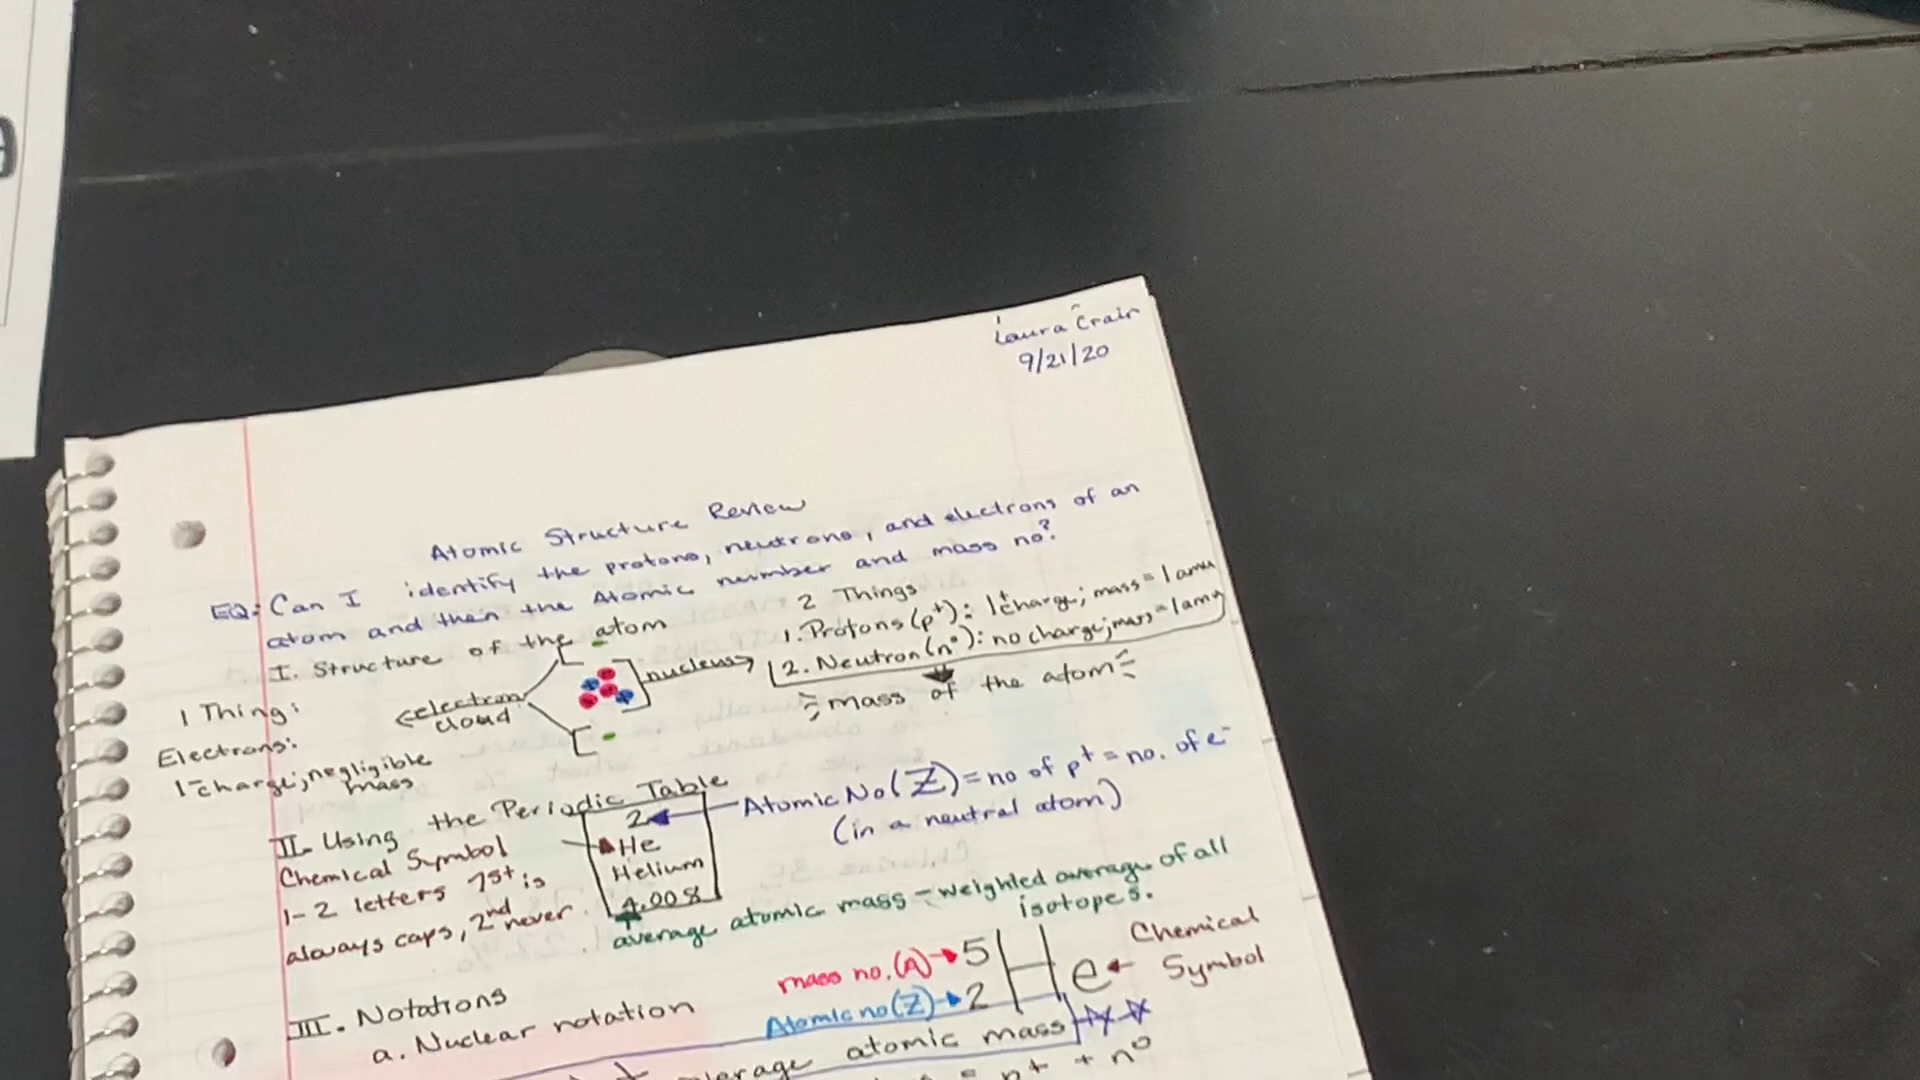 Laura Crain
9/21/20
Atomic Structure Review
EQ: Can I identify the protons, neutrons, and electrons of an
atom and then the Atomic number and mass no?
I. Structure of the atom
2 Things
1. Protons (p⁺): 1⁺charge; mass = 1 amu
2. Neutron (n°): no charge; mass = 1 amu
nucleus
mass of the atom
electron
cloud
1 Thing:
Electrons:
1⁻charge; negligible
mass
II. Using the Periodic Table
Chemical Symbol
1-2 letters 1st is
always caps, 2nd never
2
He
Helium
4.008
Atomic No (Z) = no of p⁺ = no. of e⁻
(in a neutral atom)
average atomic mass - weighted average of all
isotopes.
III. Notations
a. Nuclear notation
mass no. (A) 5
Atomic no (Z) 2
He
Chemical
Symbol
average atomic mass
= p⁺ + n°